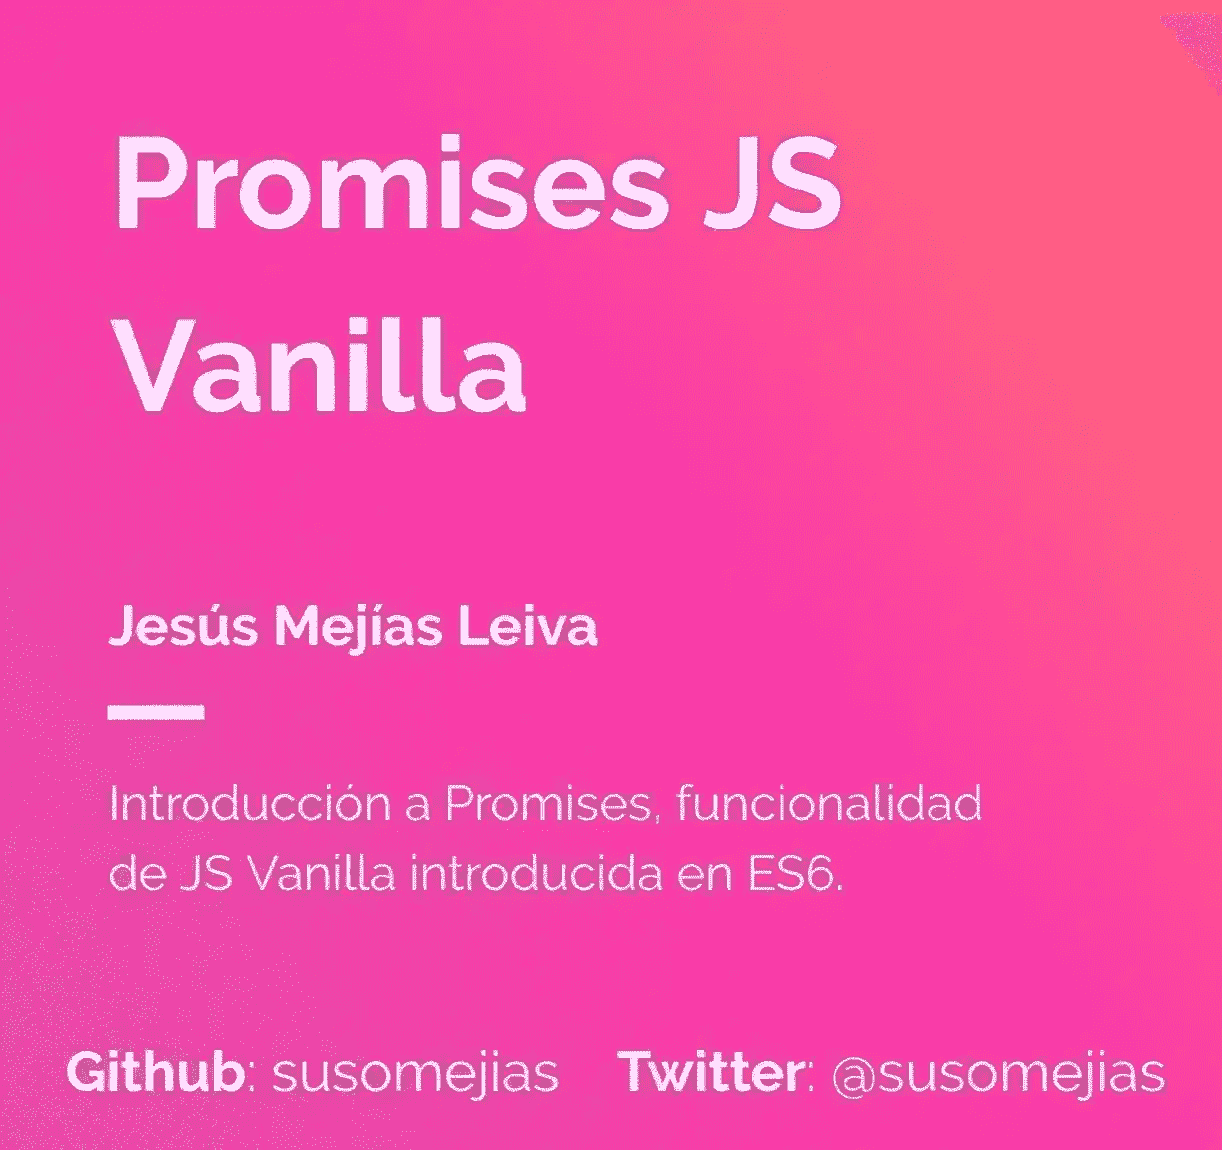 Promises JS
Vanilla
Jesús Mejías Leiva
Introducción a Promises, funcionalidad
de JS Vanilla introducida en ES6.
Github: susomejias Twitter: @susomejias